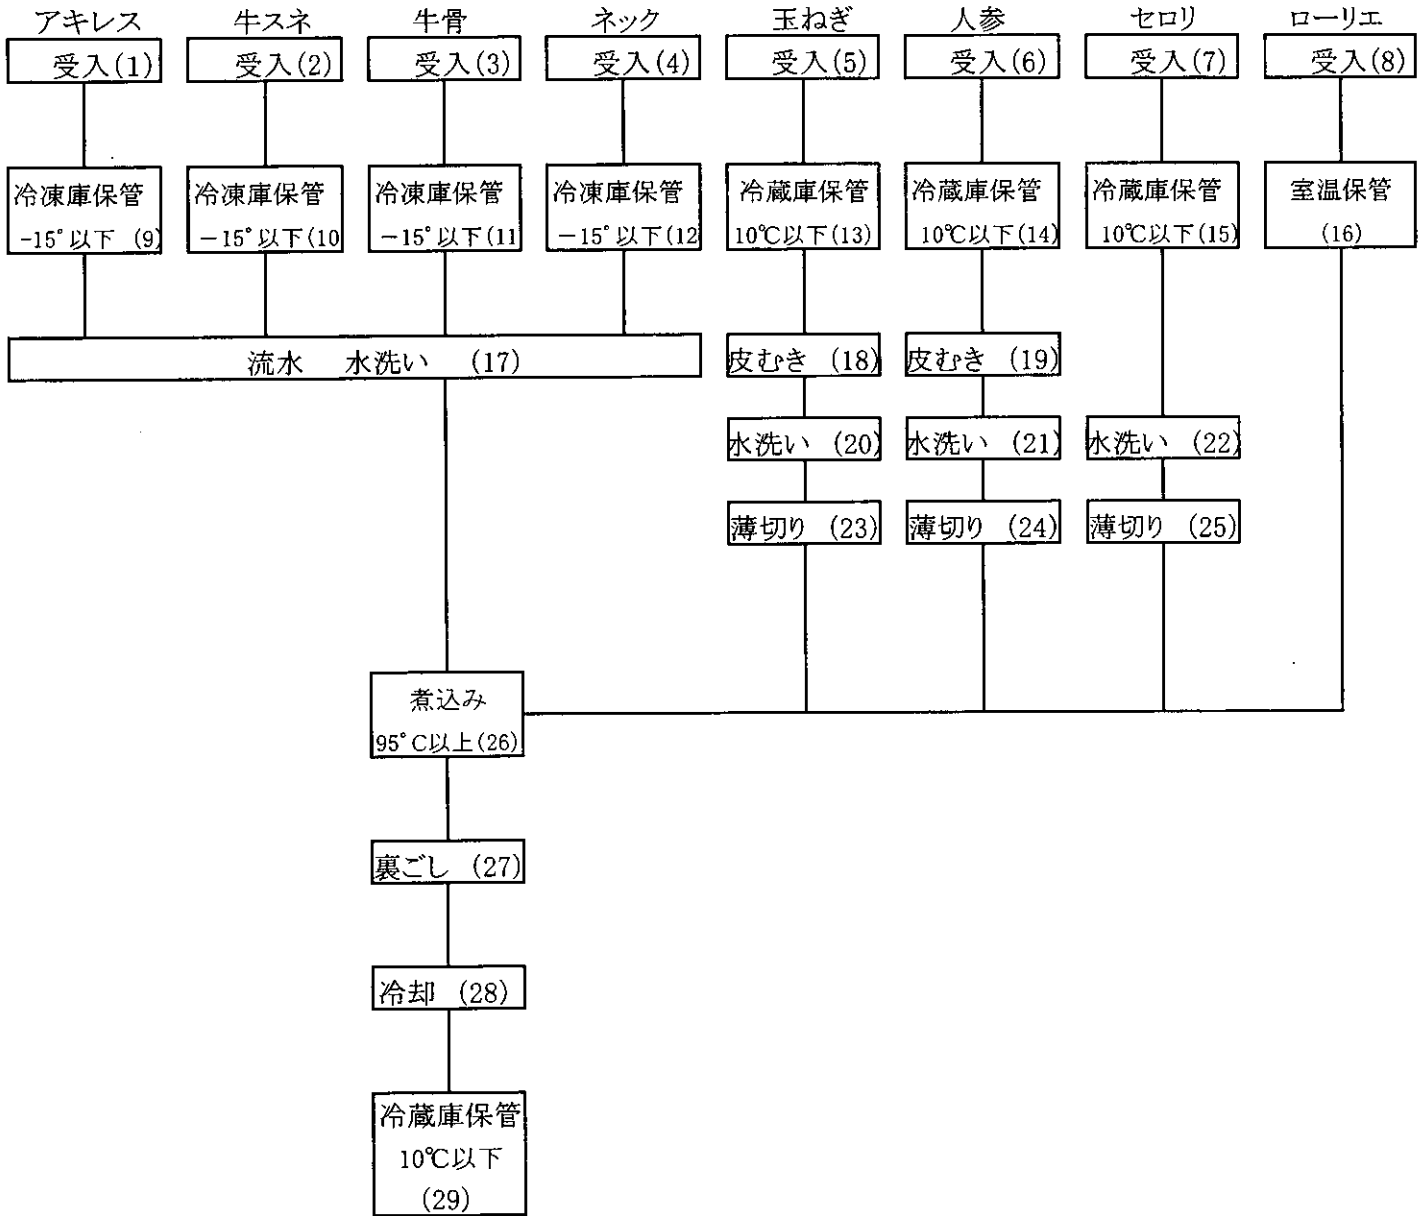 アキレス 牛スネ 牛骨 ネック 玉ねぎ 人参 セロリ ローリエ
受入(1) 受入(2) 受入(3) 受入(4) 受入(5) 受入(6) 受入(7) 受入(8)
冷凍庫保管 冷凍庫保管 冷凍庫保管 冷凍庫保管 冷蔵庫保管 冷蔵庫保管 冷蔵庫保管 室温保管
-15°以下 (9) -15°以下(10 -15°以下(11 -15°以下(12 10℃以下(13) 10℃以下(14) 10℃以下(15) (16)
流水 水洗い (17) 皮むき (18) 皮むき (19)
水洗い (20) 水洗い (21) 水洗い (22)
薄切り (23) 薄切り (24) 薄切り (25)
煮込み
95°C以上(26)
裏ごし (27)
冷却 (28)
冷蔵庫保管
10℃以下
(29)